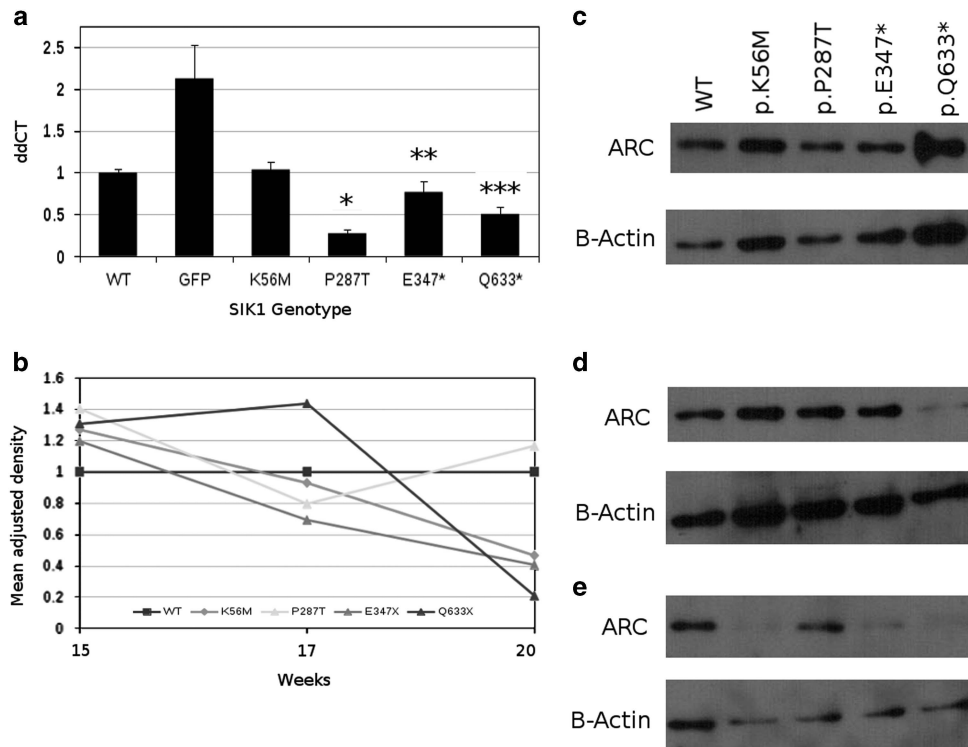 a
ddCT
2.5
2
1.5
1
0.5
0
*
**
***
WT GFP K56M P287T E347* Q633*
SIK1 Genotype
b
Mean adjusted density
1.6
1.4
1.2
1
0.8
0.6
0.4
0.2
0
WT K56M P287T E347X Q633X
15 17 20
Weeks
c
WT p.K56M p.P287T p.E347* p.Q633*
ARC
B-Actin
d
ARC
B-Actin
e
ARC
B-Actin